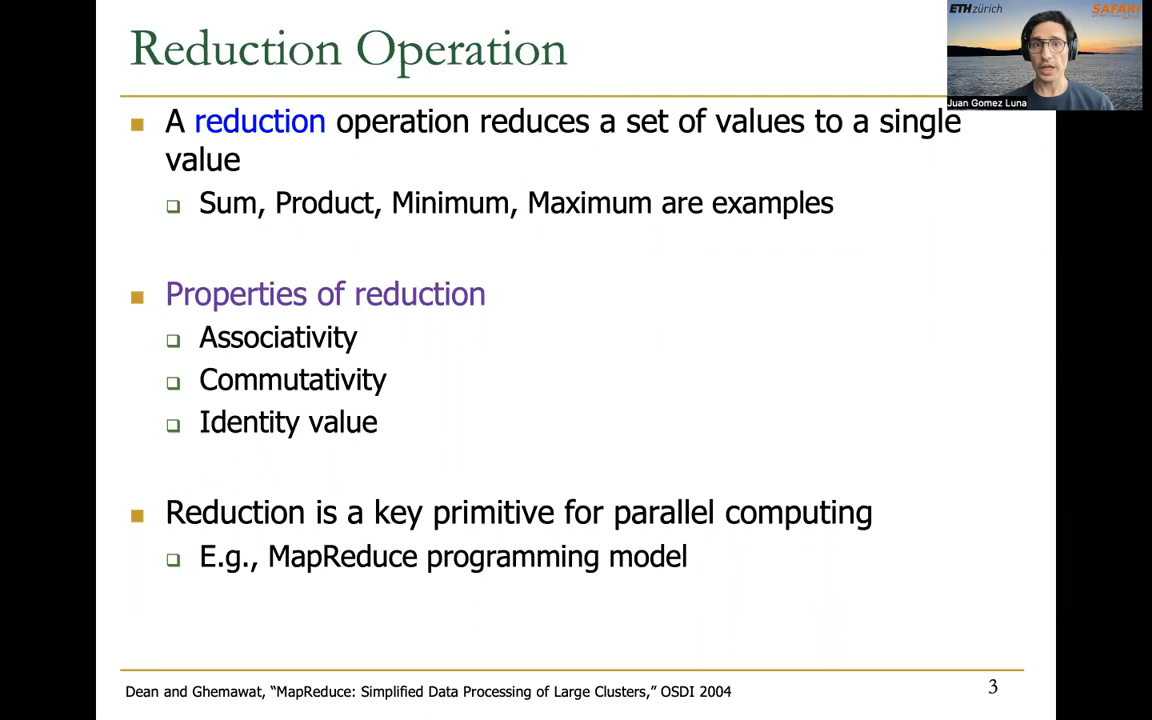 Reduction Operation
ETH zürich
SAFARI
Juan Gomez Luna
A reduction operation reduces a set of values to a single
value
Sum, Product, Minimum, Maximum are examples
Properties of reduction
Associativity
Commutativity
Identity value
Reduction is a key primitive for parallel computing
E.g., MapReduce programming model
Dean and Ghemawat, “MapReduce: Simplified Data Processing of Large Clusters,” OSDI 2004
3